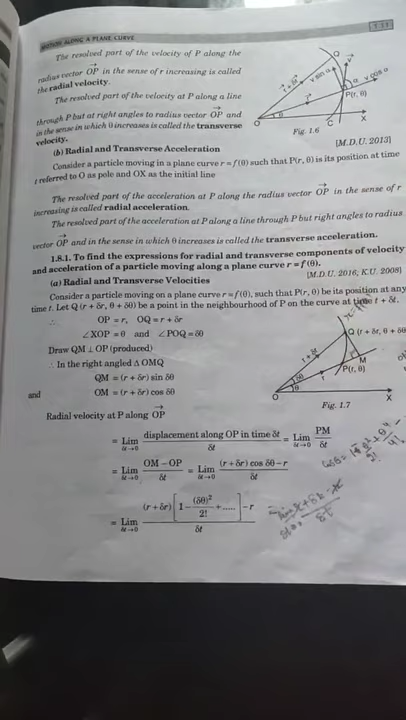 MOTION ALONG A PLANE CURVE
1.11
The resolved part of the velocity of P along the
radius vector OP in the sense of r increasing is called
the radial velocity.
The resolved part of the velocity at P along a line
through P but at right angles to radius vector OP and
in the sense in which θ increases is called the transverse
velocity.
Q
r + δr
v sin α
v
α
v cos α
P(r, θ)
r
θ
O
C
X
Fig. 1.6
[M.D.U. 2013]
(b) Radial and Transverse Acceleration
Consider a particle moving in a plane curve r = f(θ) such that P(r, θ) is its position at time
t referred to O as pole and OX as the initial line
The resolved part of the acceleration at P along the radius vector OP in the sense of r
increasing is called radial acceleration.
The resolved part of the acceleration at P along a line through P but right angles to radius
vector OP and in the sense in which θ increases is called the transverse acceleration.
1.8.1. To find the expressions for radial and transverse components of velocity
and acceleration of a particle moving along a plane curve r = f(θ).
[M.D.U. 2016; K.U. 2008]
(a) Radial and Transverse Velocities
Consider a particle moving on a plane curve r = f(θ), such that P(r, θ) be its position at any
time t. Let Q (r + δr, θ + δθ) be a point in the neighbourhood of P on the curve at time t + δt.
∴ OP = r, OQ = r + δr
∠XOP = θ and ∠POQ = δθ
Draw QM ⊥ OP (produced)
∴ In the right angled Δ OMQ
QM = (r + δr) sin δθ
and OM = (r + δr) cos δθ
Q (r + δr, θ + δθ
r + δr
M
P(r, θ)
δθ
r
θ
O
X
Fig. 1.7
Radial velocity at P along OP
= Lim δt→0 displacement along OP in time δt / δt = Lim δt→0 PM / δt
= Lim δt→0 OM – OP / δt = Lim δt→0 (r + δr) cos δθ – r / δt
= Lim δt→0 (r + δr) [1 – (δθ)² / 2! + .....] – r / δt